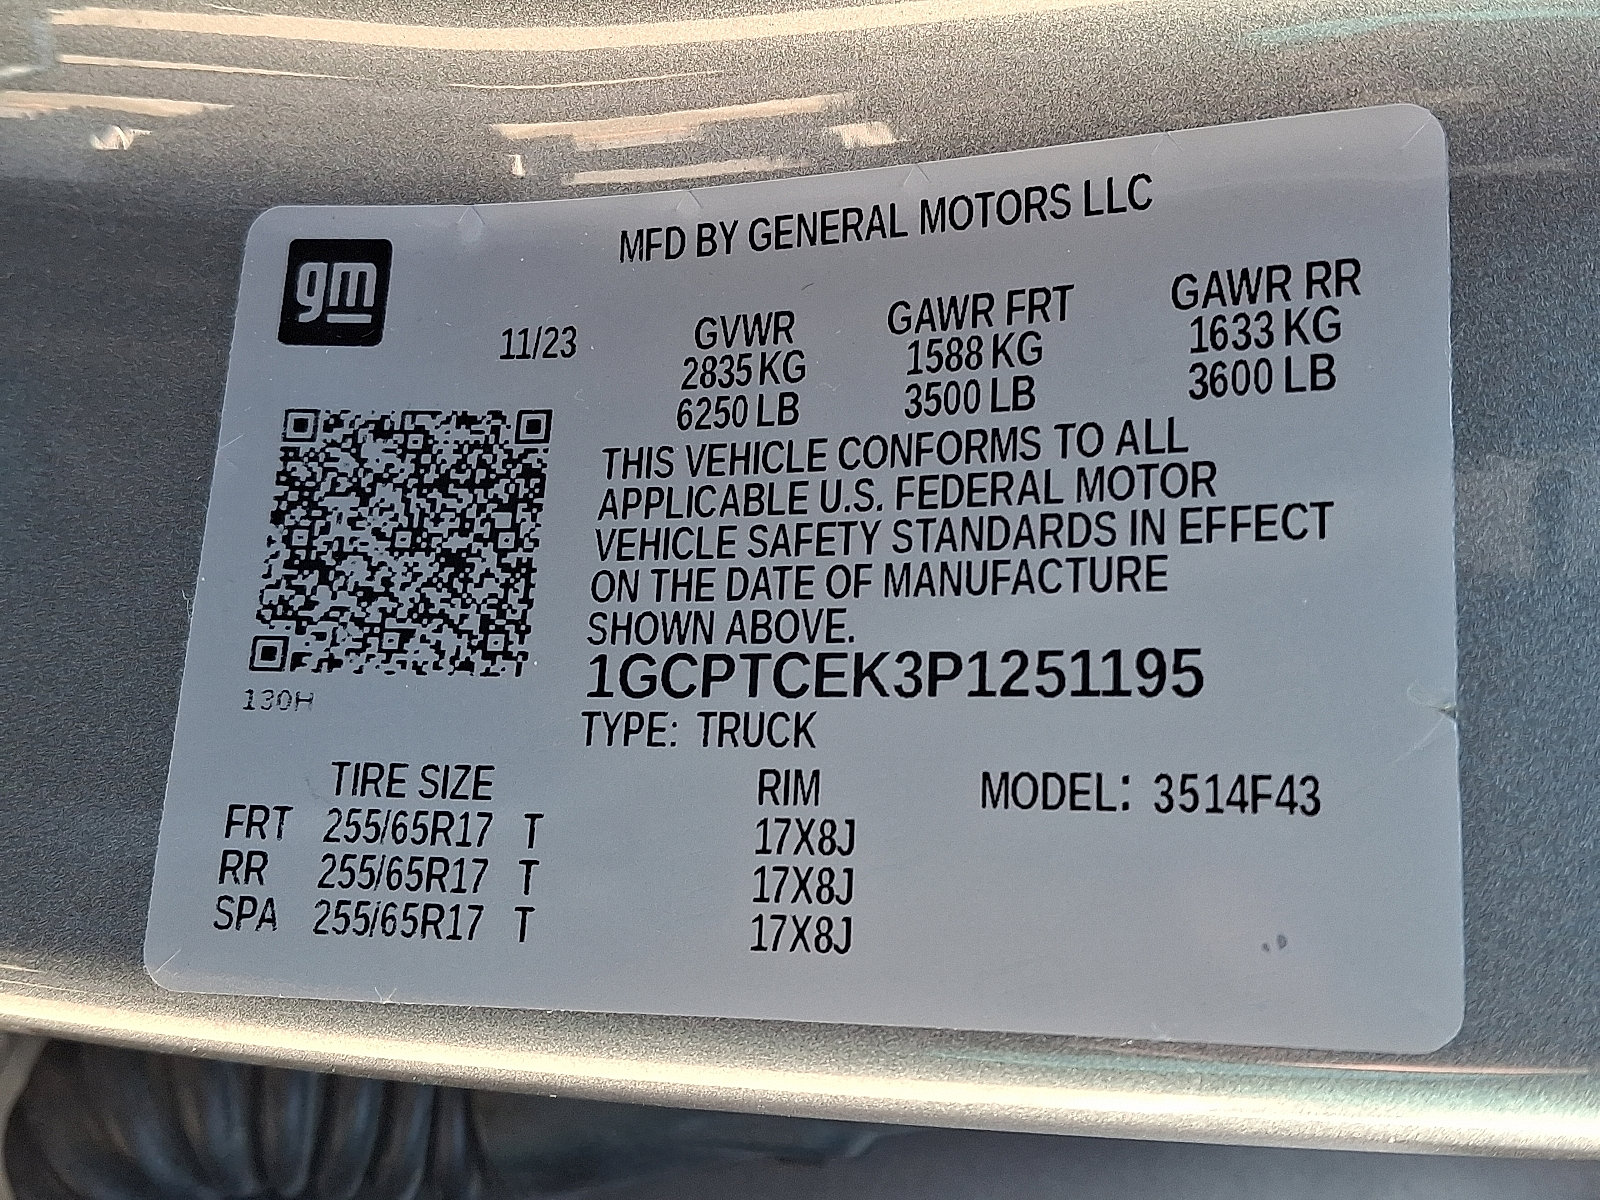 MFD BY GENERAL MOTORS LLC
gm
11/23
GVWR GAWR FRT GAWR RR
2835 KG 1588 KG 1633 KG
6250 LB 3500 LB 3600 LB
THIS VEHICLE CONFORMS TO ALL
APPLICABLE U.S. FEDERAL MOTOR
VEHICLE SAFETY STANDARDS IN EFFECT
ON THE DATE OF MANUFACTURE
SHOWN ABOVE.
1GCPTCEK3P1251195
130H
TYPE: TRUCK
TIRE SIZE RIM MODEL: 3514F43
FRT 255/65R17 T 17X8J
RR 255/65R17 T 17X8J
SPA 255/65R17 T 17X8J